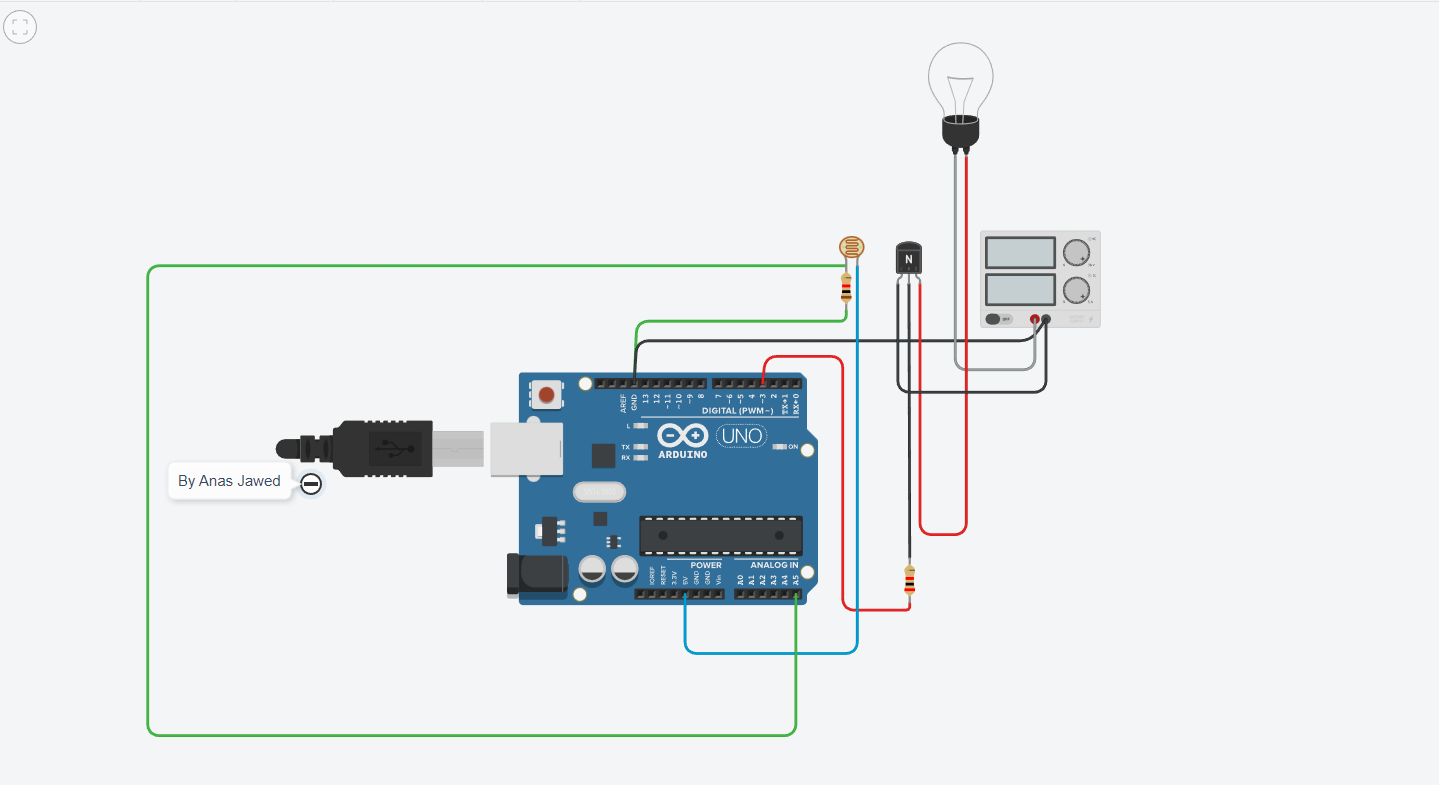 N
OFF
AREF
GND
13
12
~11
~10
~9
8
7
~6
~5
4
~3
2
TX→1
RX←0
DIGITAL (PWM~)
L
TX
RX
ARDUINO
UNO
ON
By Anas Jawed
POWER
ANALOG IN
IOREF
RESET
3.3V
5V
GND
GND
Vin
A0
A1
A2
A3
A4
A5